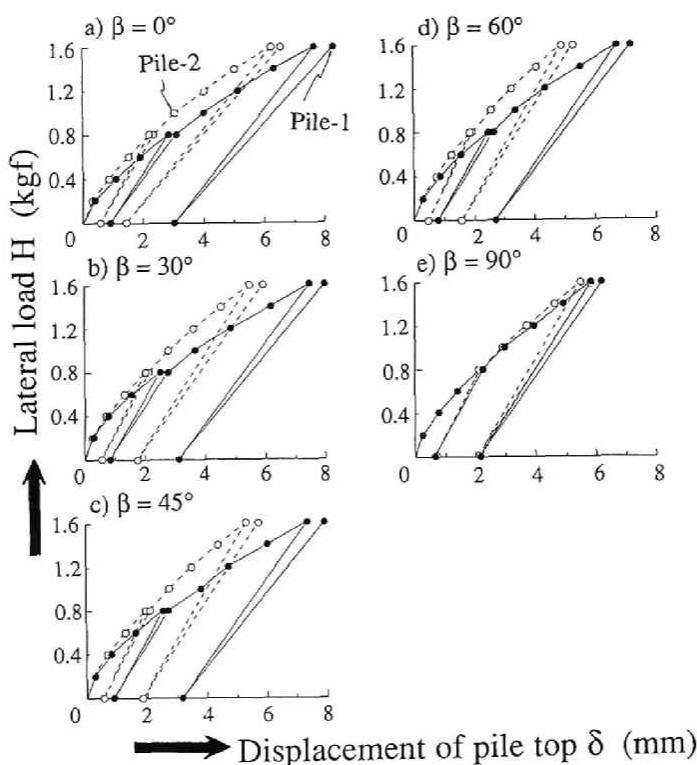 a) β = 0°
1.6
Pile-2
1.2
Pile-1
0.8
0.4
0 2 4 6 8
b) β = 30°
1.6
1.2
0.8
0.4
0 2 4 6 8
c) β = 45°
1.6
1.2
0.8
0.4
0 2 4 6 8
d) β = 60°
1.6
1.2
0.8
0.4
0 2 4 6 8
e) β = 90°
1.6
1.2
0.8
0.4
0 2 4 6 8
Lateral load H (kgf)
Displacement of pile top δ (mm)